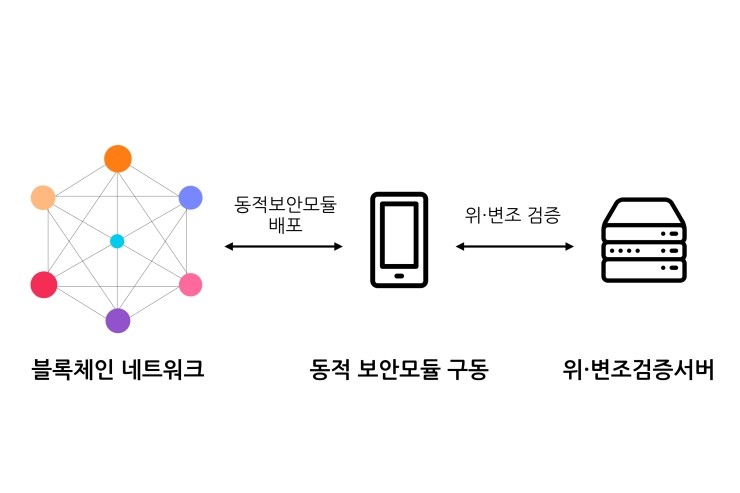 동적보안모듈
배포
위·변조 검증
블록체인 네트워크
동적 보안모듈 구동
위·변조검증서버